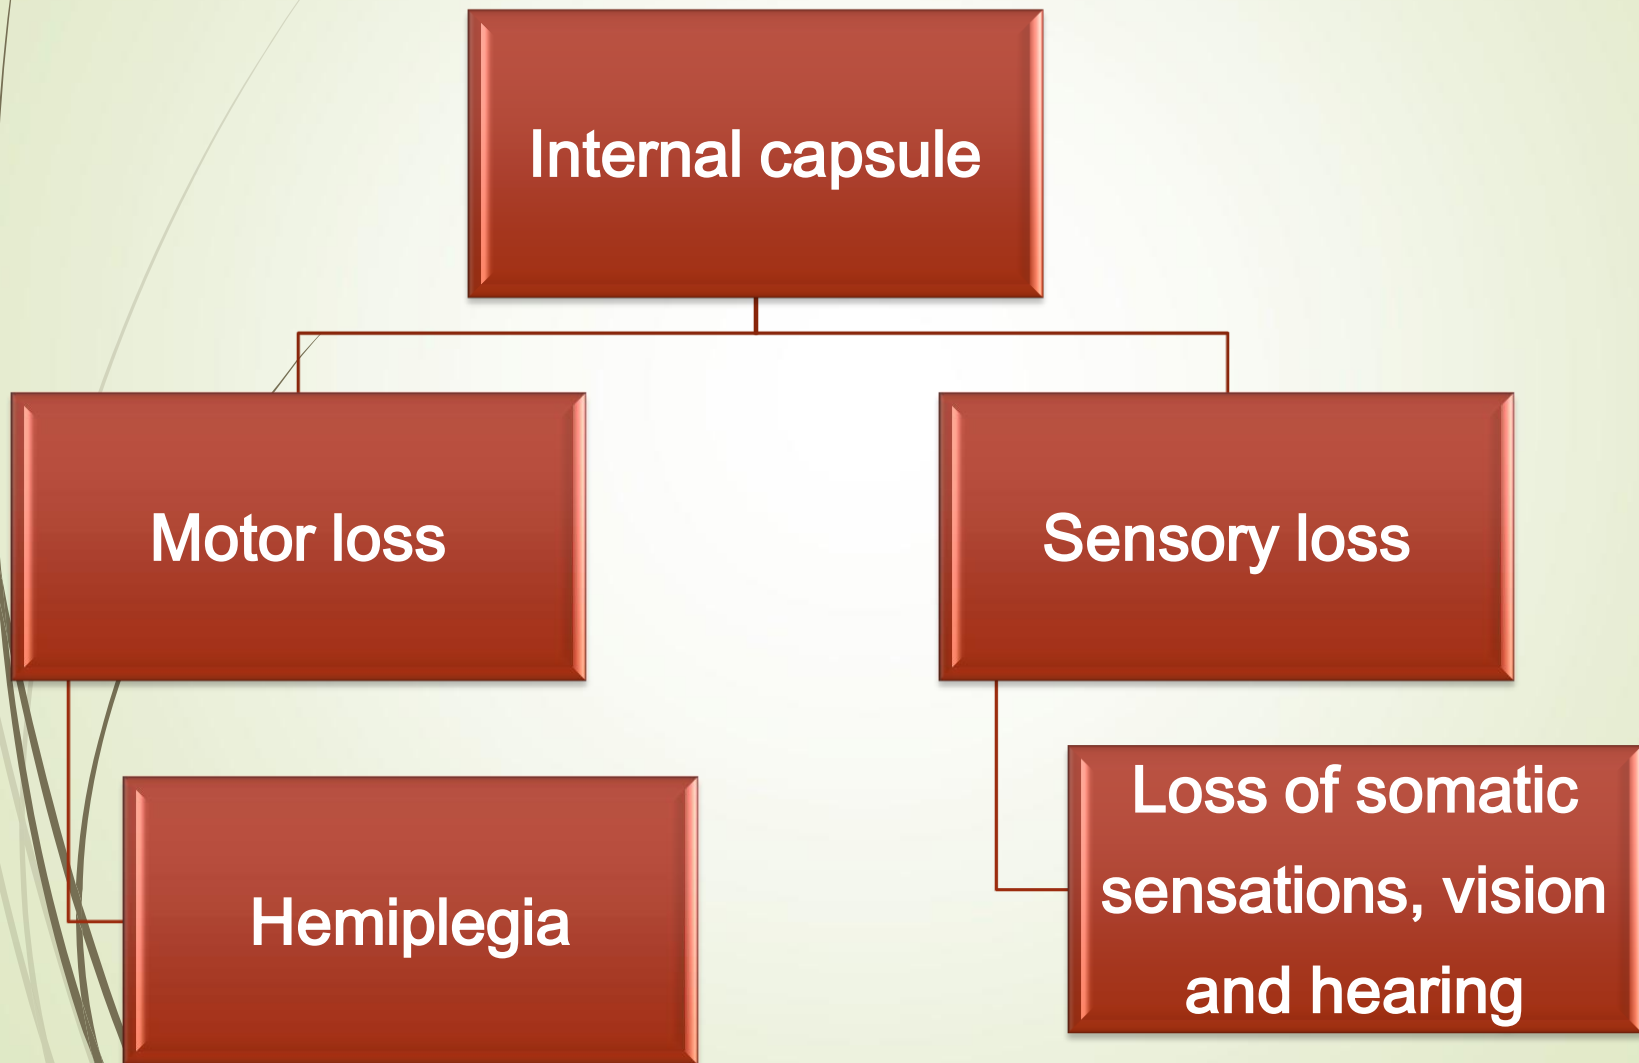 Internal capsule
Motor loss
Sensory loss
Hemiplegia
Loss of somatic
sensations, vision
and hearing